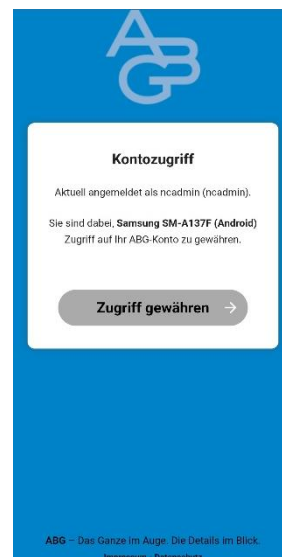 ABG
Kontozugriff
Aktuell angemeldet als ncadmin (ncadmin).
Sie sind dabei, Samsung SM-A137F (Android)
Zugriff auf Ihr ABG-Konto zu gewähren.
Zugriff gewähren →
ABG – Das Ganze im Auge. Die Details im Blick.
Impressum · Datenschutz